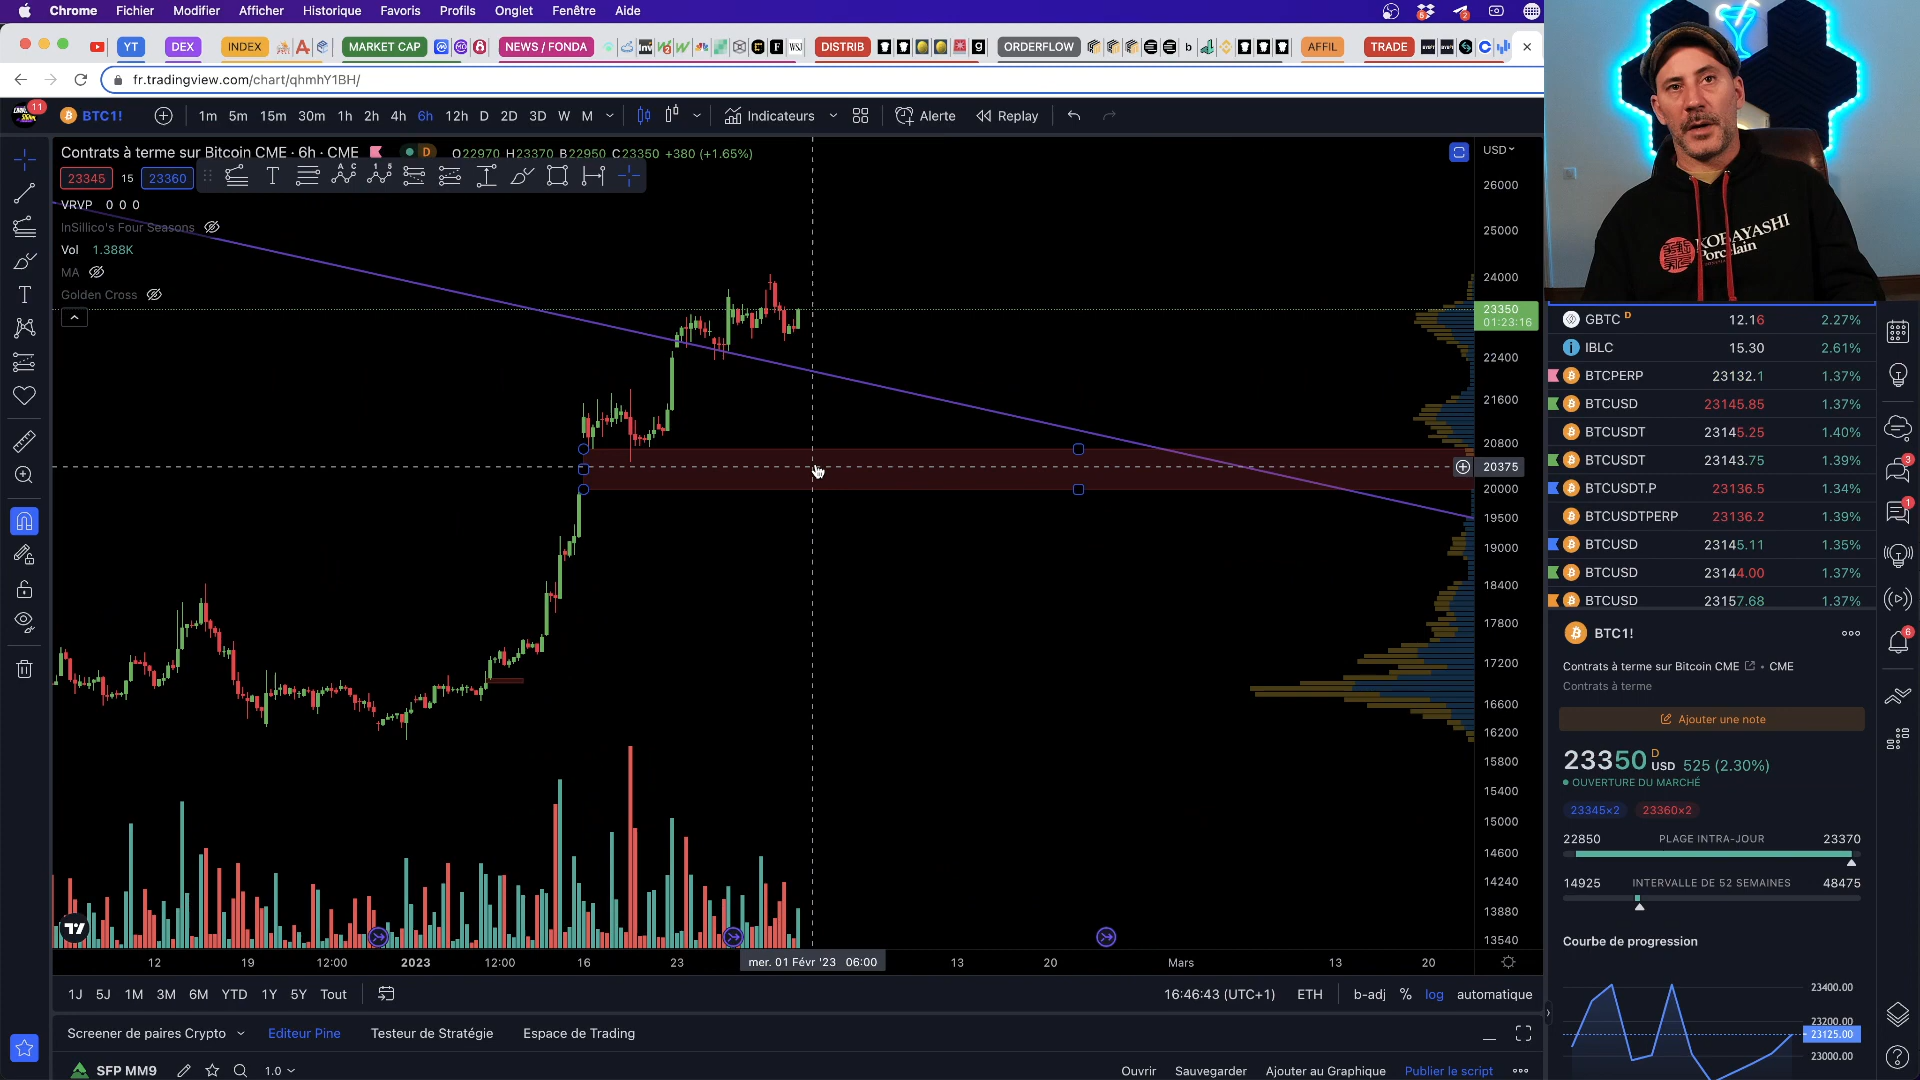 Chrome Fichier Modifier Afficher Historique Favoris Profils Onglet Fenêtre Aide
YT DEX INDEX MARKET CAP NEWS / FONDA DISTRIB ORDERFLOW AFFIL TRADE
fr.tradingview.com/chart/qhmhY1BH/
11 BTC1! 1m 5m 15m 30m 1h 2h 4h 6h 12h D 2D 3D W M Indicateurs Alerte Replay
Contrats à terme sur Bitcoin CME · 6h · CME D O22970 H23370 B22950 C23350 +380 (+1.65%)
23345 15 23360
VRVP 0 0 0
InSillico's Four Seasons
Vol 1.388K
MA
Golden Cross
USD
26000
25000
24000
23350
01:23:16
22400
21600
20800
20375
20000
19500
19000
18400
17800
17200
16600
16200
15800
15400
15000
14600
14240
13880
13540
12 19 12:00 2023 12:00 16 23 mer. 01 Févr '23 06:00 13 20 Mars 13 20
1J 5J 1M 3M 6M YTD 1Y 5Y Tout 16:46:43 (UTC+1) ETH b-adj % log automatique
Screener de paires Crypto Editeur Pine Testeur de Stratégie Espace de Trading
SFP MM9 1.0 Ouvrir Sauvegarder Ajouter au Graphique Publier le script
KOBAYASHI
Porcelain
GBTC D 12.16 2.27%
IBLC 15.30 2.61%
BTCPERP 23132.1 1.37%
BTCUSD 23145.85 1.37%
BTCUSDT 23145.25 1.40%
BTCUSDT 23143.75 1.39%
BTCUSDT.P 23136.5 1.34%
BTCUSDTPERP 23136.2 1.39%
BTCUSD 23145.11 1.35%
BTCUSD 23144.00 1.37%
BTCUSD 23157.68 1.37%
BTC1!
Contrats à terme sur Bitcoin CME • CME
Contrats à terme
Ajouter une note
23350 D USD 525 (2.30%)
OUVERTURE DU MARCHÉ
23345×2 23360×2
22850 PLAGE INTRA-JOUR 23370
14925 INTERVALLE DE 52 SEMAINES 48475
Courbe de progression
23400.00
23200.00
23125.00
23000.00